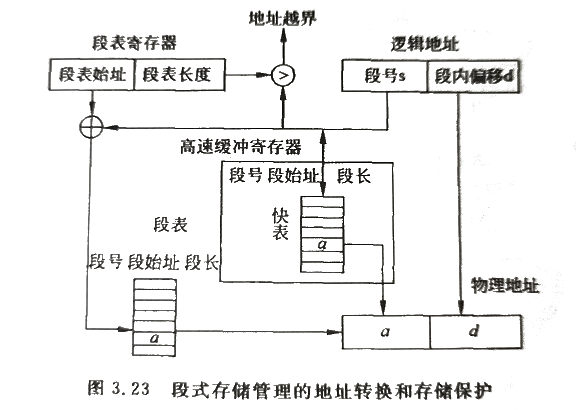 地址越界
段表寄存器
逻辑地址
段表始址 段表长度
>
段号s 段内偏移d
高速缓冲寄存器
段号 段始址 段长
快表
a
段表
段号 段始址 段长
a
物理地址
a d
图 3.23 段式存储管理的地址转换和存储保护